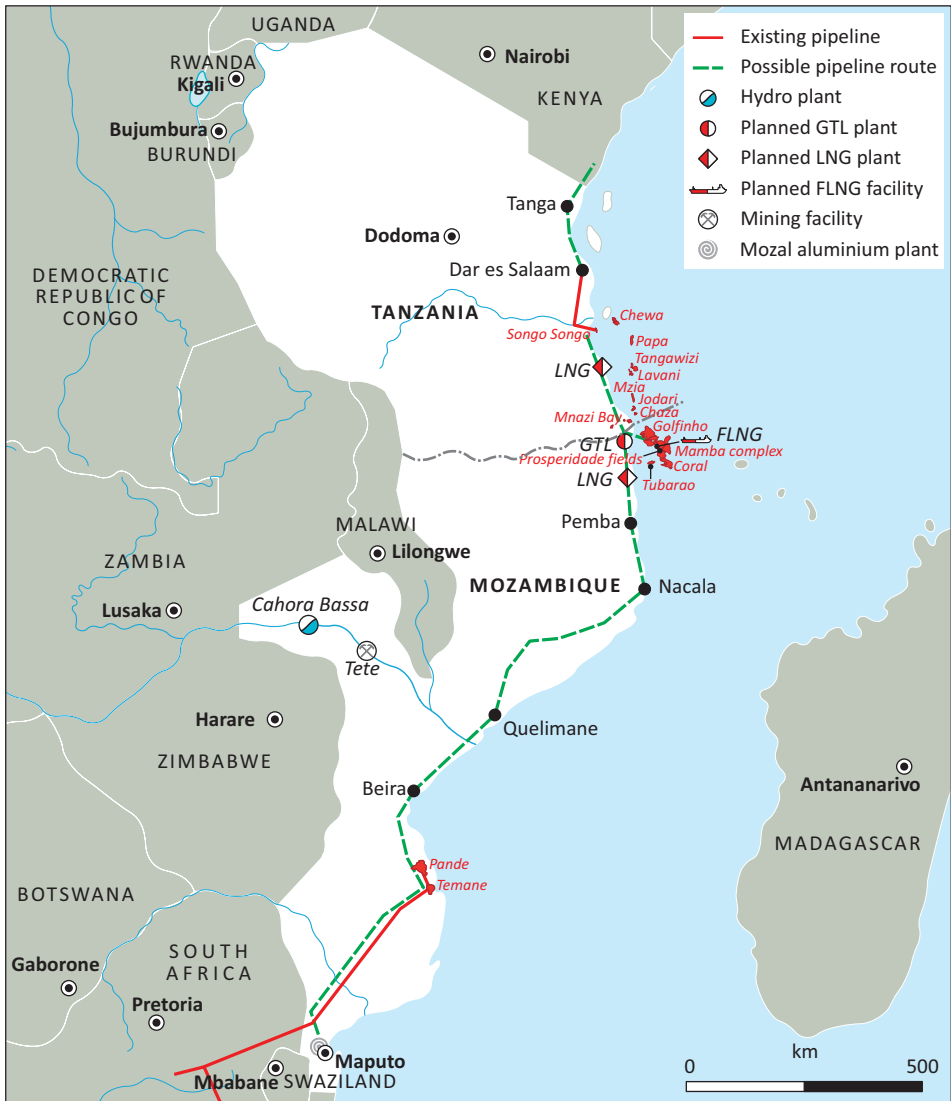 UGANDA
RWANDA
Kigali
Bujumbura
BURUNDI
Nairobi
KENYA
Existing pipeline
Possible pipeline route
Hydro plant
Planned GTL plant
Planned LNG plant
Planned FLNG facility
Mining facility
Mozal aluminium plant
Tanga
Dodoma
Dar es Salaam
DEMOCRATIC
REPUBLIC OF
CONGO
TANZANIA
Songo Songo
Chewa
Papa
Tangawizi
LNG
Lavani
Mzia
Jodari
Chaza
Mnazi Bay
Golfinho
FLNG
GTL
Mamba complex
Prosperidade fields
Coral
LNG
Tubarao
Pemba
MALAWI
Lilongwe
ZAMBIA
MOZAMBIQUE
Nacala
Lusaka
Cahora Bassa
Tete
Harare
Quelimane
ZIMBABWE
Beira
Antananarivo
MADAGASCAR
Pande
Temane
BOTSWANA
SOUTH
AFRICA
Gaborone
Pretoria
Maputo
Mbabane
SWAZILAND
0
km
500